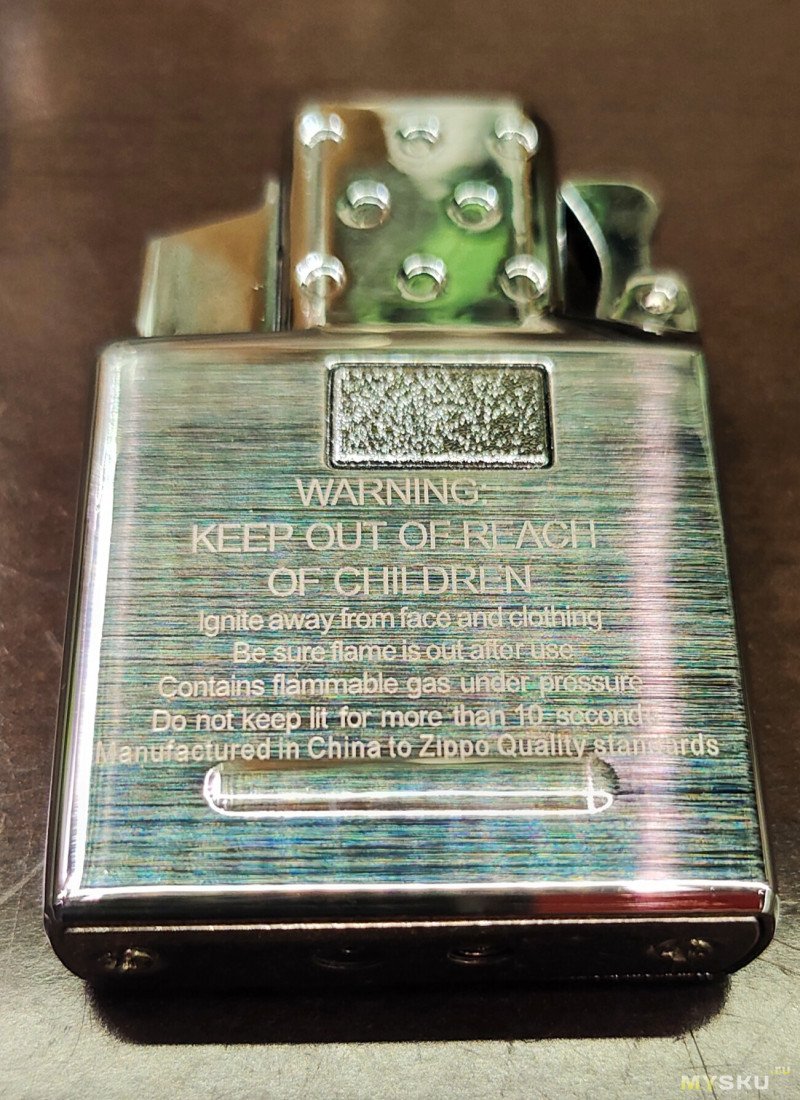 WARNING:
KEEP OUT OF REACH
OF CHILDREN
Ignite away from face and clothing
Be sure flame is out after use
Contains flammable gas under pressure
Do not keep lit for more than 10 seconds
Manufactured in China to Zippo Quality standards
MYSKU.RU